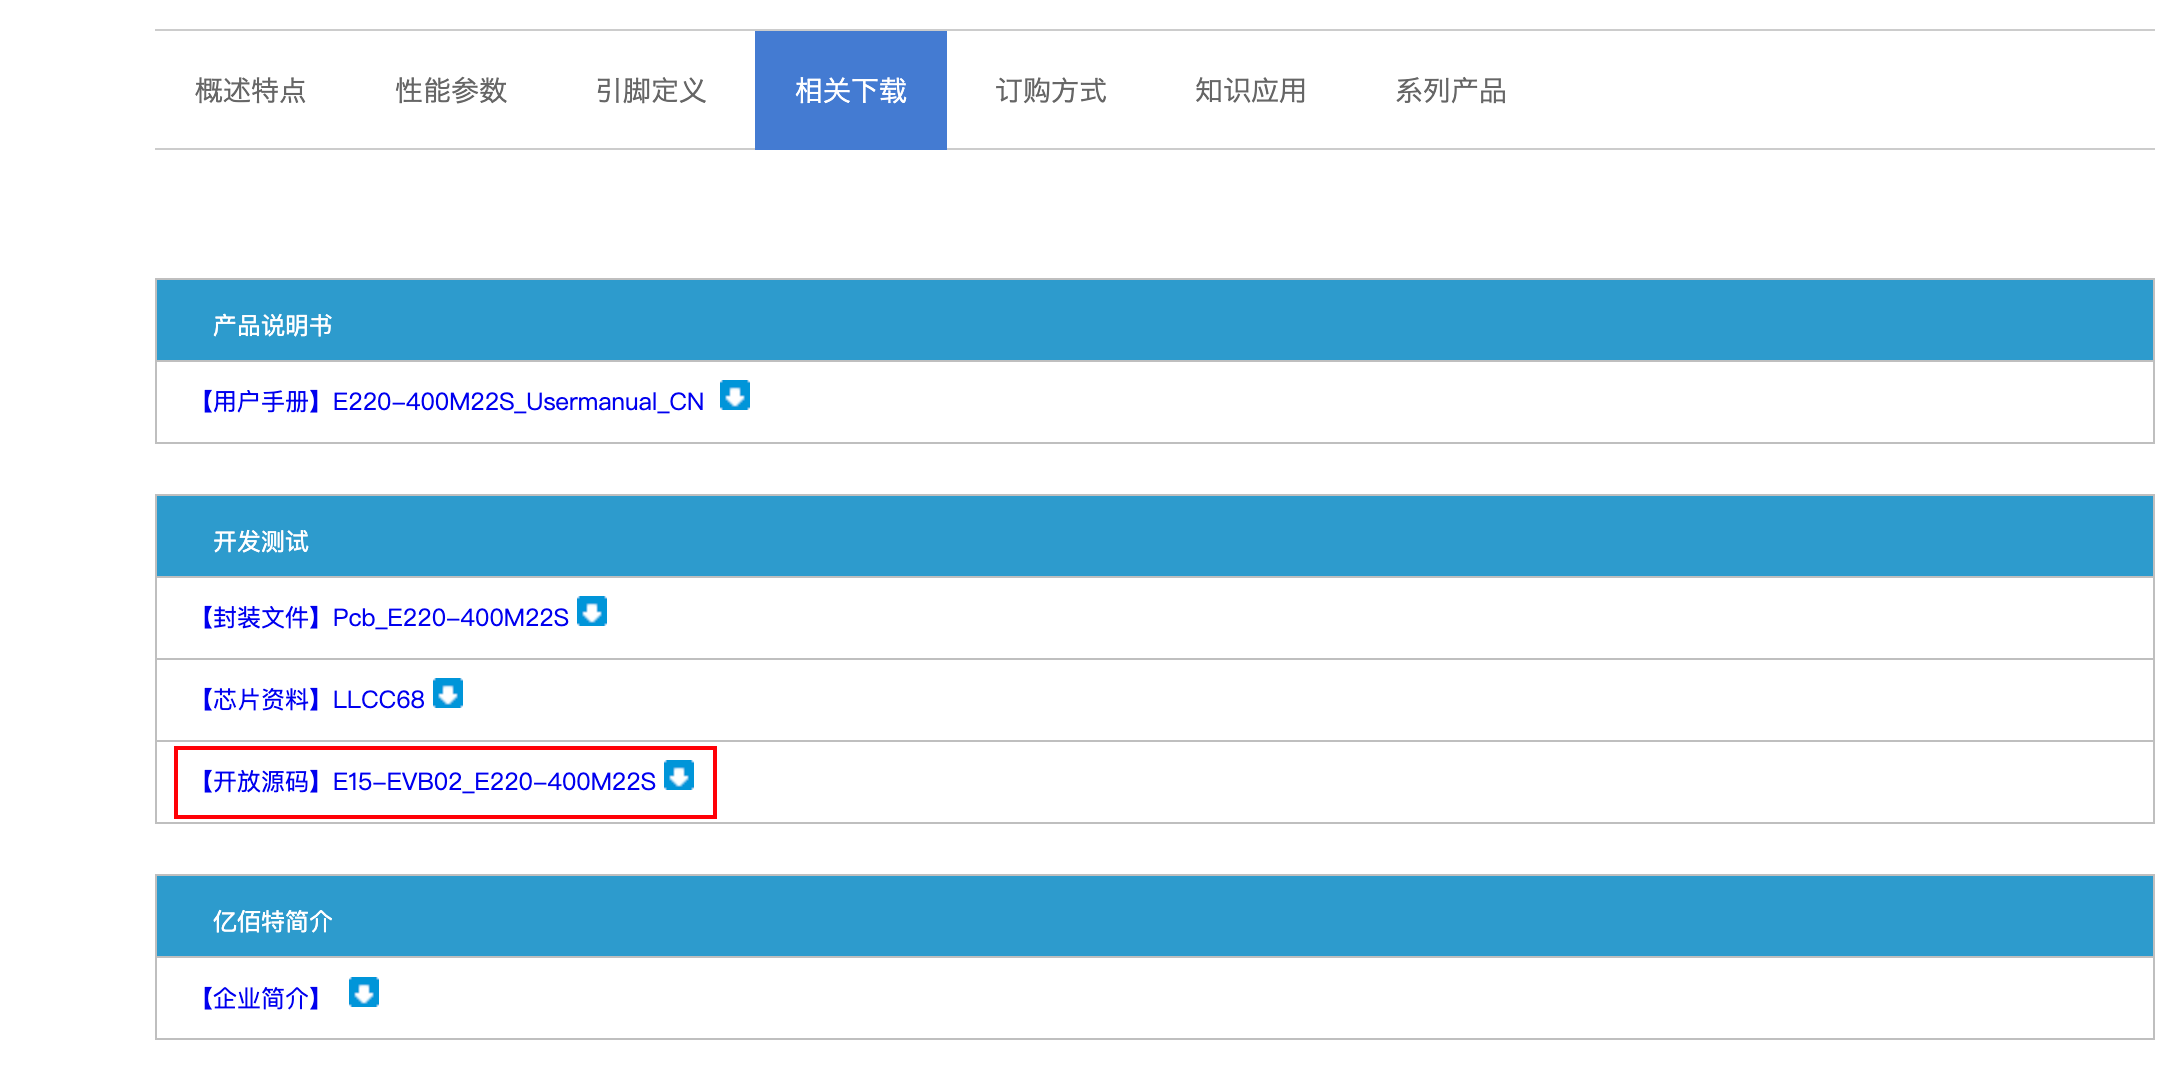 概述特点 性能参数 引脚定义 相关下载 订购方式 知识应用 系列产品
产品说明书
【用户手册】E220-400M22S_Usermanual_CN
开发测试
【封装文件】Pcb_E220-400M22S
【芯片资料】LLCC68
【开放源码】E15-EVB02_E220-400M22S
亿佰特简介
【企业简介】